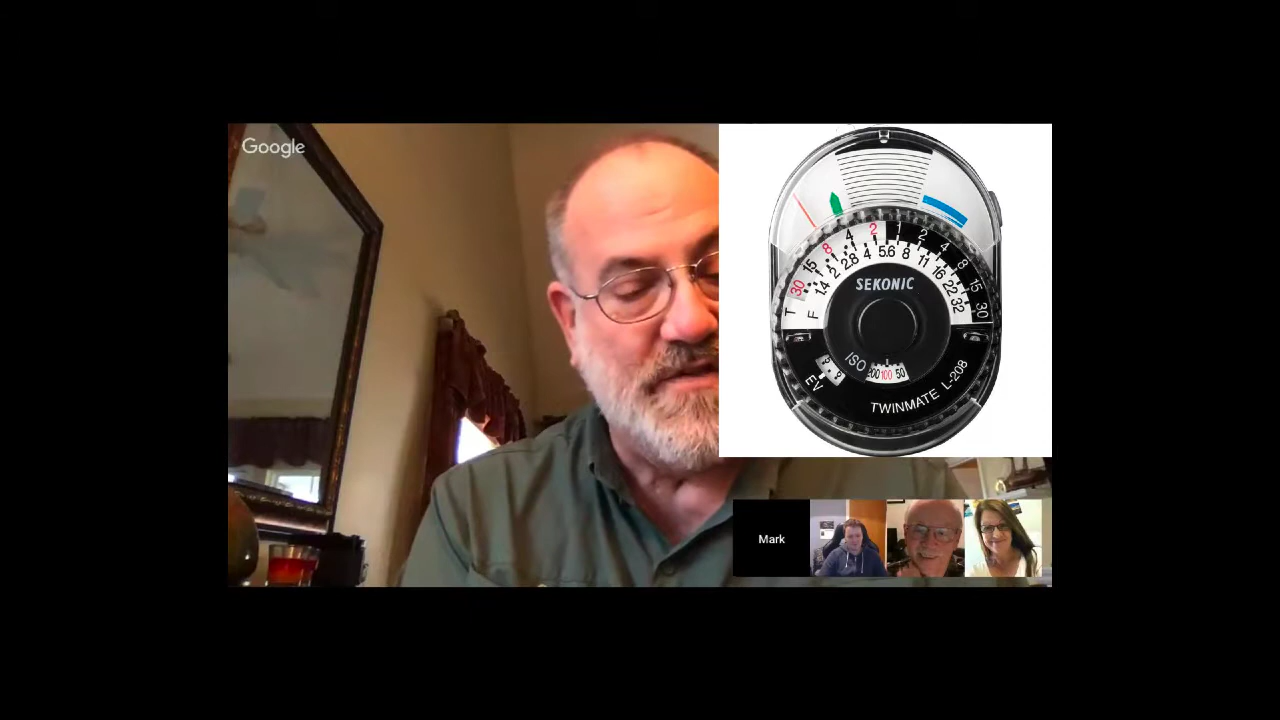 Google
30 15 8 4 2 1 2 4 8 15 30
T
1.4 2 2.8 4 5.6 8 11 16 22 32
F
SEKONIC
ISO
200 100 50
EV
TWINMATE L-208
Mark